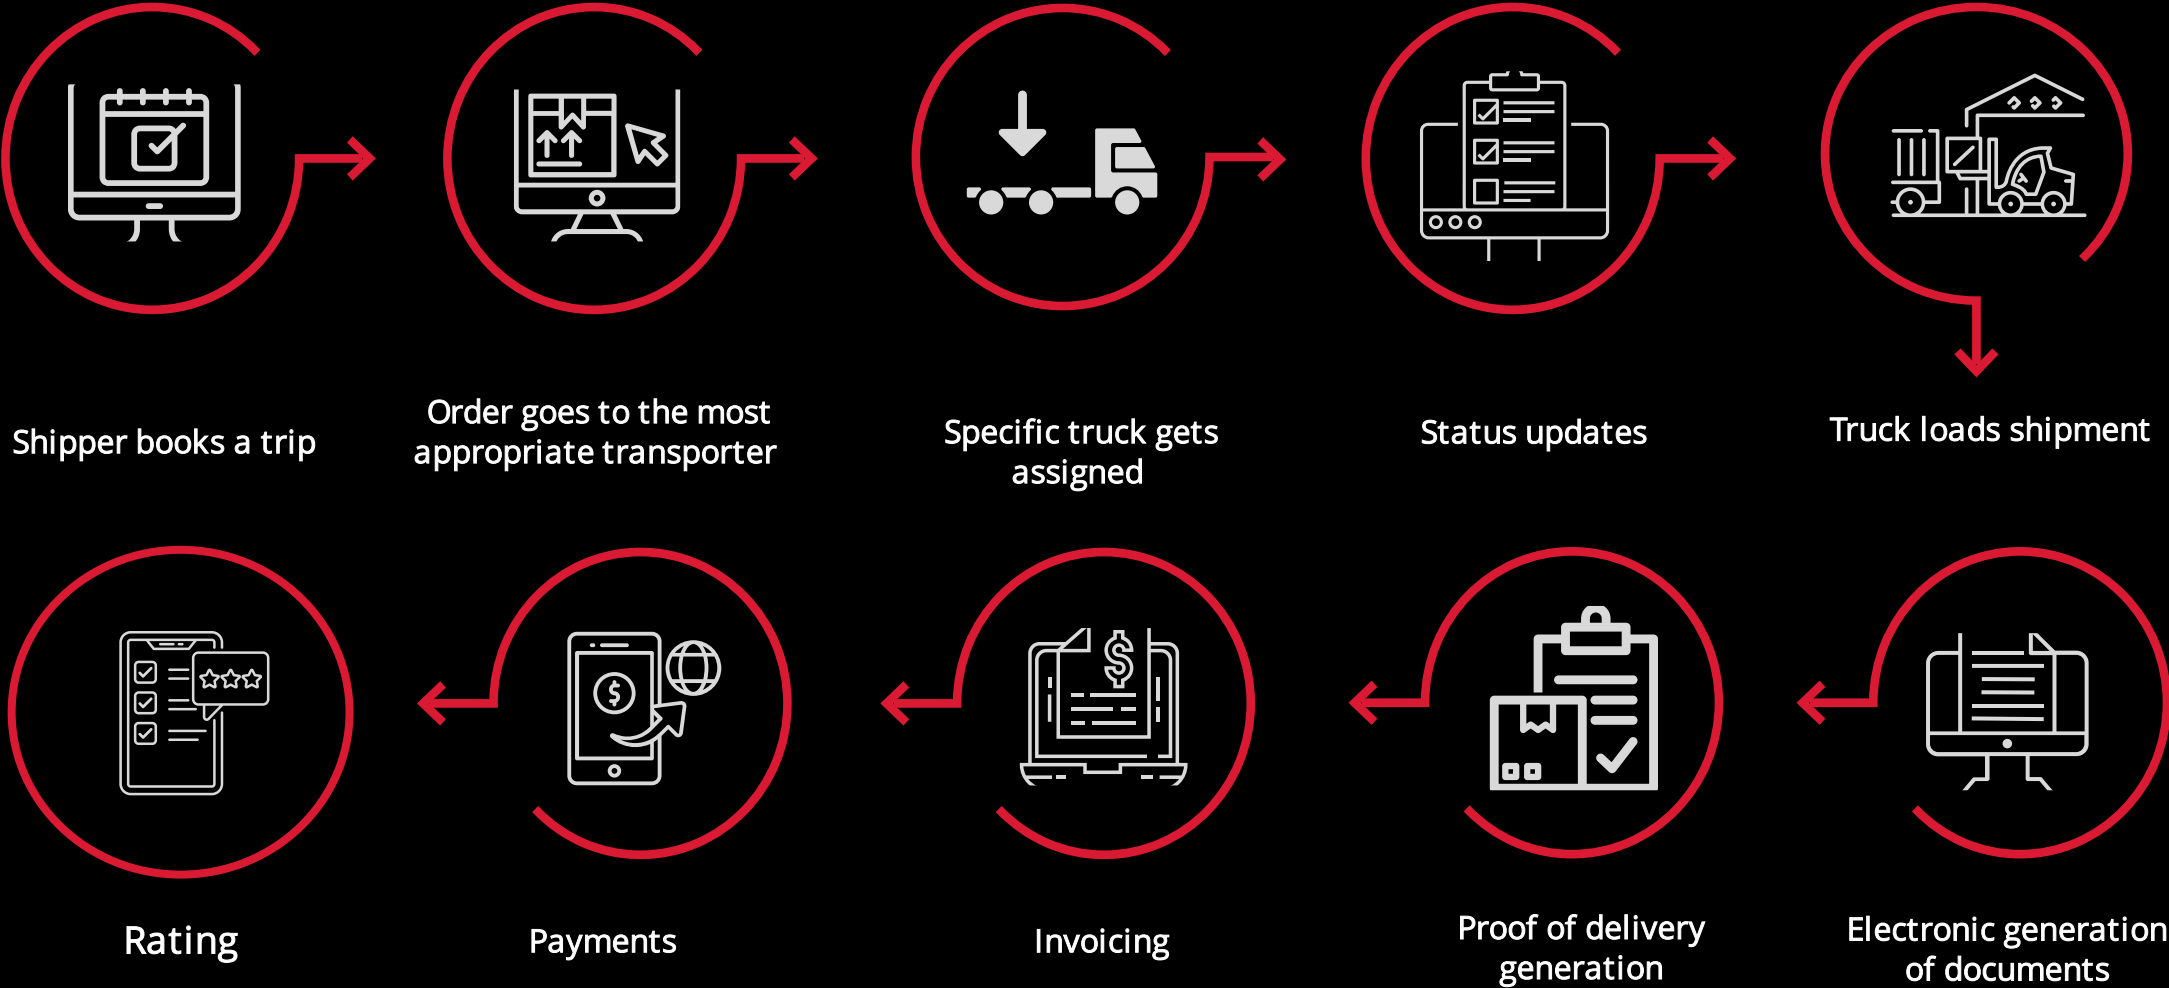 Shipper books a trip
Order goes to the most
appropriate transporter
Specific truck gets
assigned
Status updates
Truck loads shipment
Rating
Payments
Invoicing
Proof of delivery
generation
Electronic generation
of documents